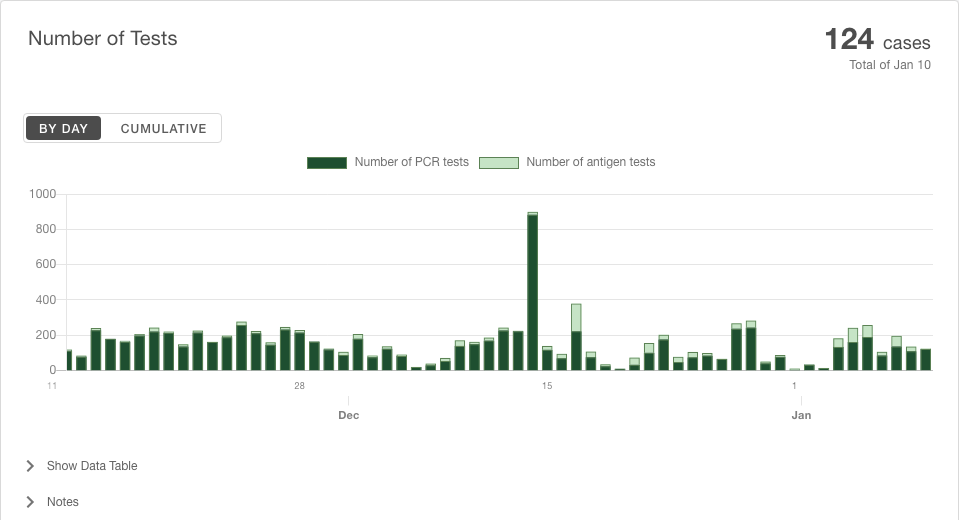 Number of Tests
124 cases
Total of Jan 10
BY DAY CUMULATIVE
Number of PCR tests Number of antigen tests
1000
800
600
400
200
0
11 28 15 1
Dec Jan
Show Data Table
Notes